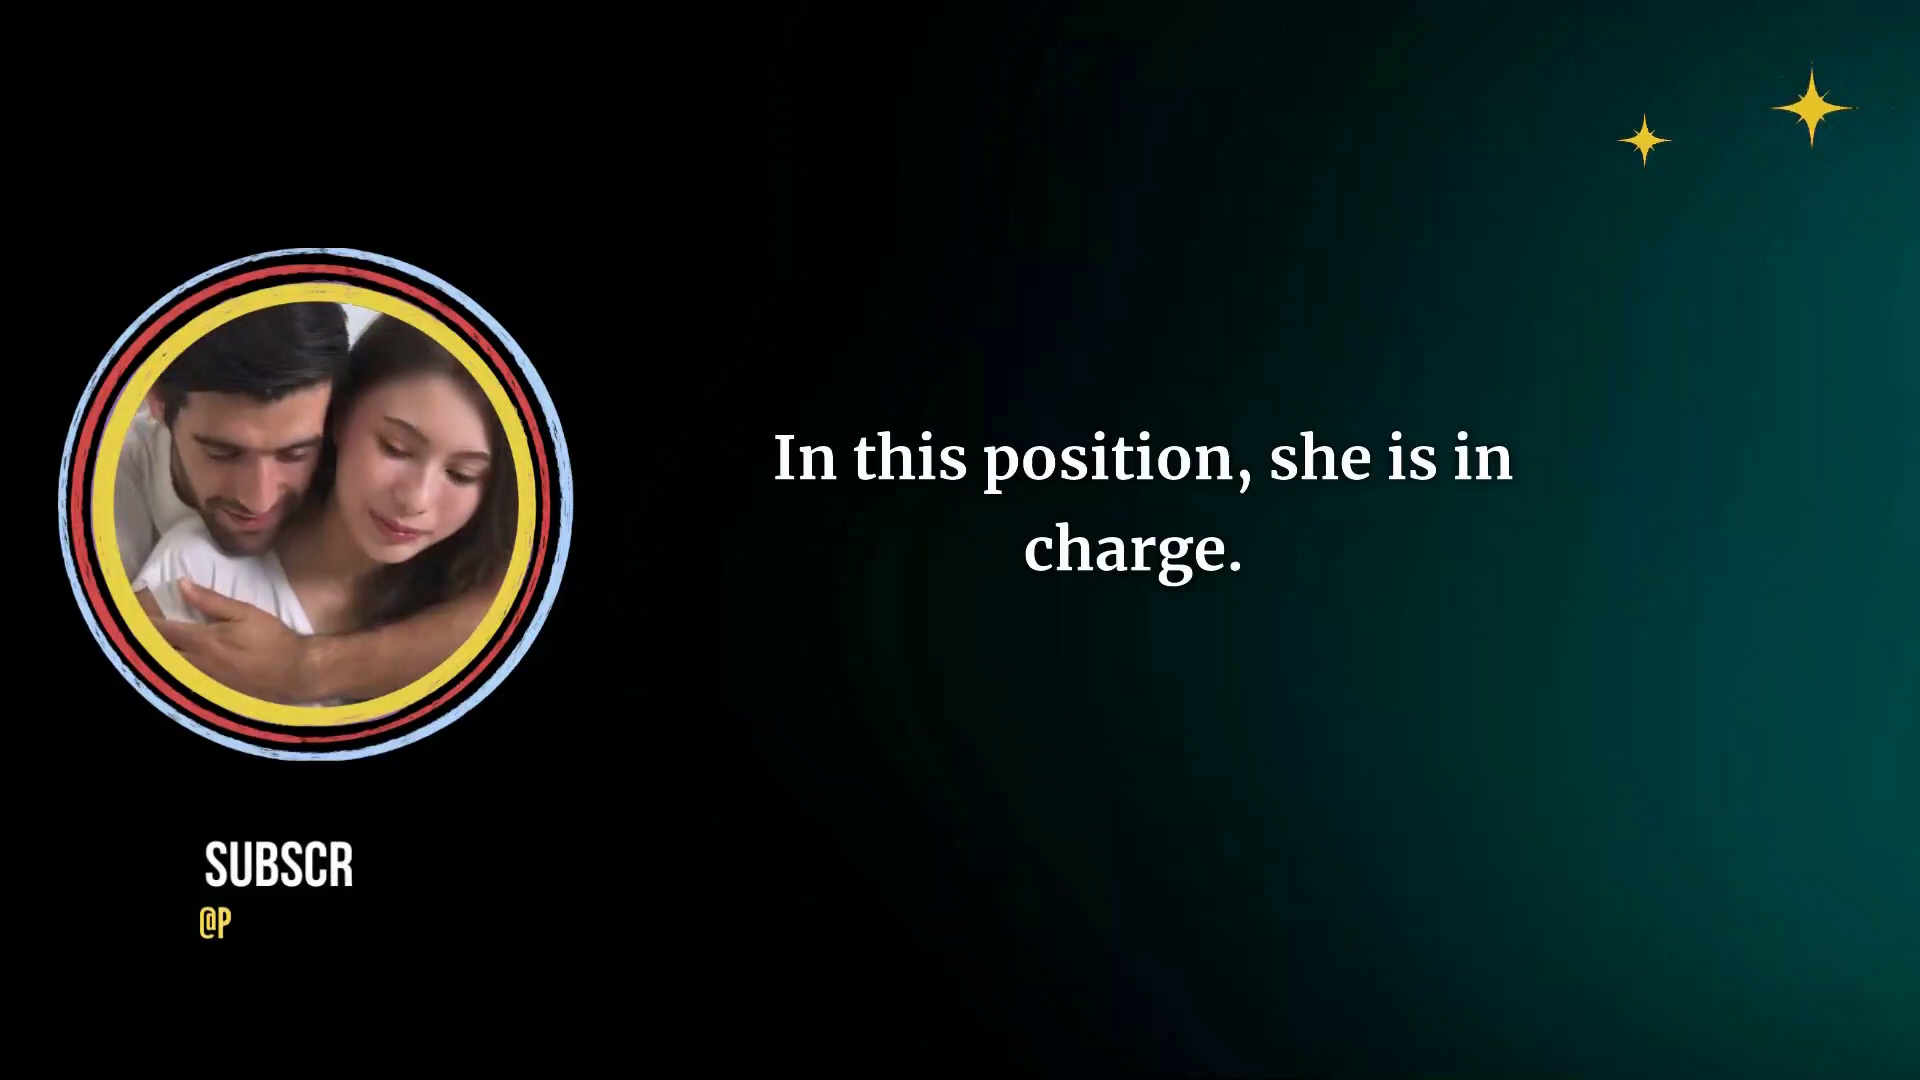 In this position, she is in
charge.
SUBSCR
@P